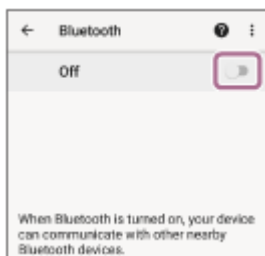 Bluetooth
Off
When Bluetooth is turned on, your device
can communicate with other nearby
Bluetooth devices.